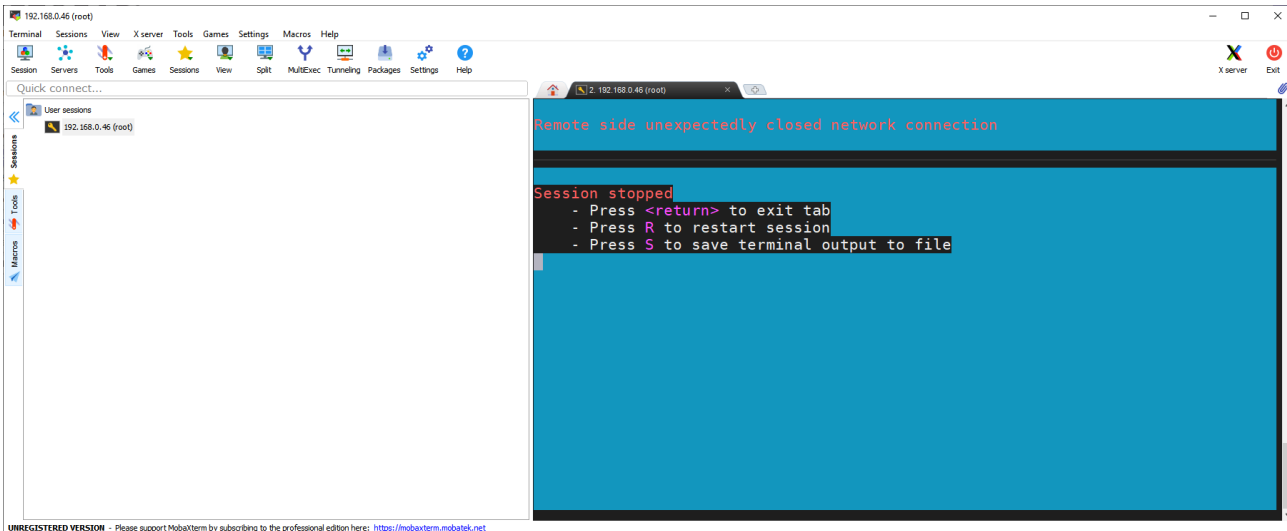 192.168.0.46 (root)
Terminal Sessions View X server Tools Games Settings Macros Help
Session Servers Tools Games Sessions View Split MultiExec Tunneling Packages Settings Help X server Exit
Quick connect...
2. 192.168.0.46 (root)
User sessions
192.168.0.46 (root)
Sessions
Tools
Macros
Remote side unexpectedly closed network connection
Session stopped
- Press <return> to exit tab
- Press R to restart session
- Press S to save terminal output to file
UNREGISTERED VERSION - Please support MobaXterm by subscribing to the professional edition here: https://mobaxterm.mobatek.net